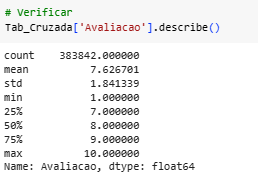 # Verificar
Tab_Cruzada['Avaliacao'].describe()
count    383842.000000
mean          7.626701
std           1.841339
min           1.000000
25%           7.000000
50%           8.000000
75%           9.000000
max          10.000000
Name: Avaliacao, dtype: float64